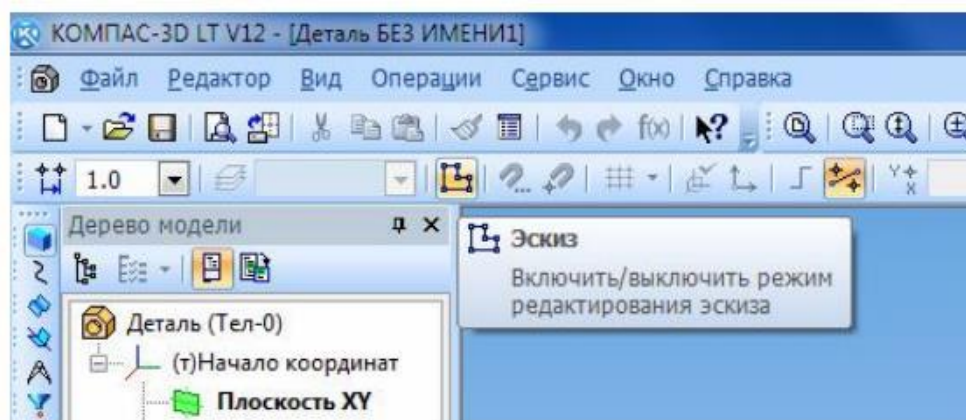 КОМПАС-3D LT V12 - [Деталь БЕЗ ИМЕНИ1]
Файл Редактор Вид Операции Сервис Окно Справка
f(x)
1.0
Y
X
Дерево модели
Эскиз
Включить/выключить режим
редактирования эскиза
Деталь (Тел-0)
(т)Начало координат
Плоскость XY